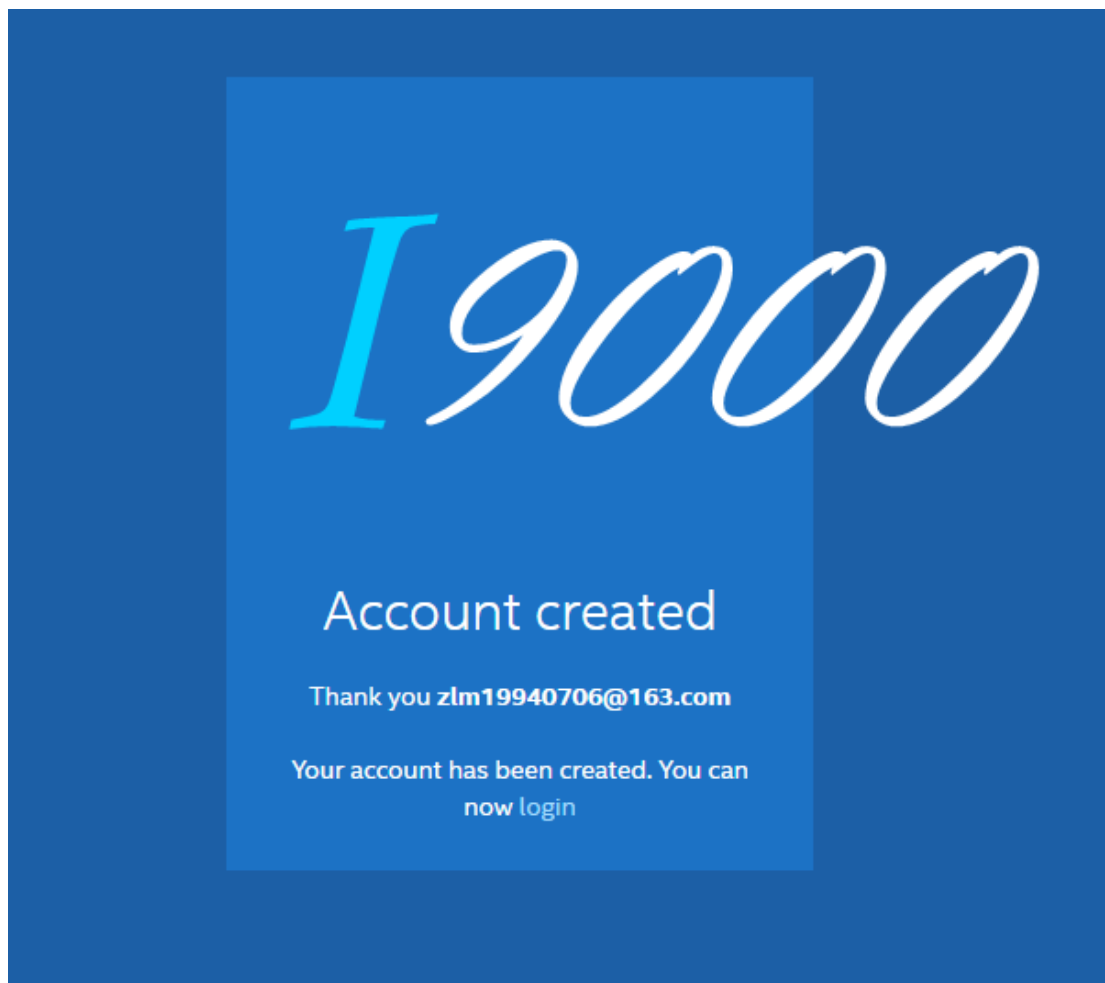 I9000
Account created
Thank you zlm19940706@163.com
Your account has been created. You can
now login